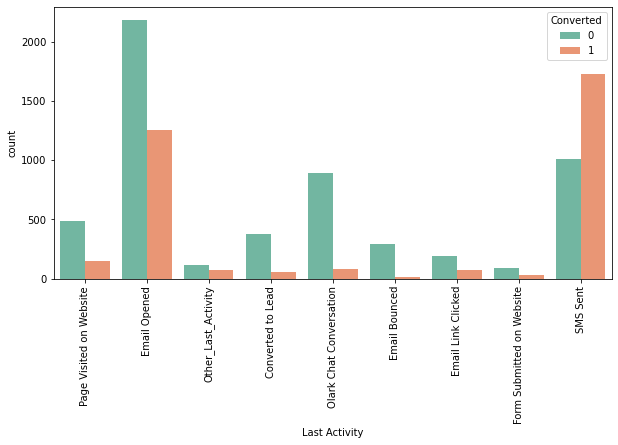 Converted
0
1
2000
1500
1000
500
0
count
Page Visited on Website
Email Opened
Other_Last_Activity
Converted to Lead
Olark Chat Conversation
Email Bounced
Email Link Clicked
Form Submitted on Website
SMS Sent
Last Activity